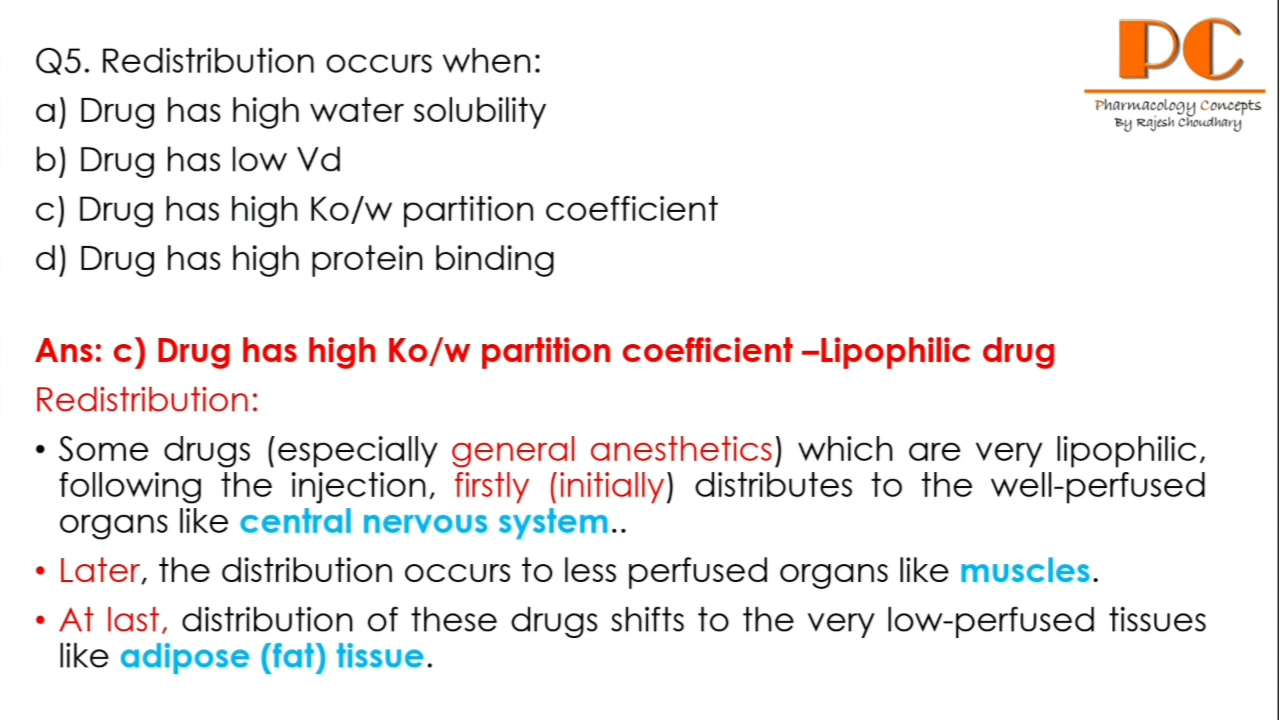 PC
Pharmacology Concepts
By Rajesh Choudhary
Q5. Redistribution occurs when:
a) Drug has high water solubility
b) Drug has low Vd
c) Drug has high Ko/w partition coefficient
d) Drug has high protein binding
Ans: c) Drug has high Ko/w partition coefficient –Lipophilic drug
Redistribution:
• Some drugs (especially general anesthetics) which are very lipophilic,
following the injection, firstly (initially) distributes to the well-perfused
organs like central nervous system..
• Later, the distribution occurs to less perfused organs like muscles.
• At last, distribution of these drugs shifts to the very low-perfused tissues
like adipose (fat) tissue.